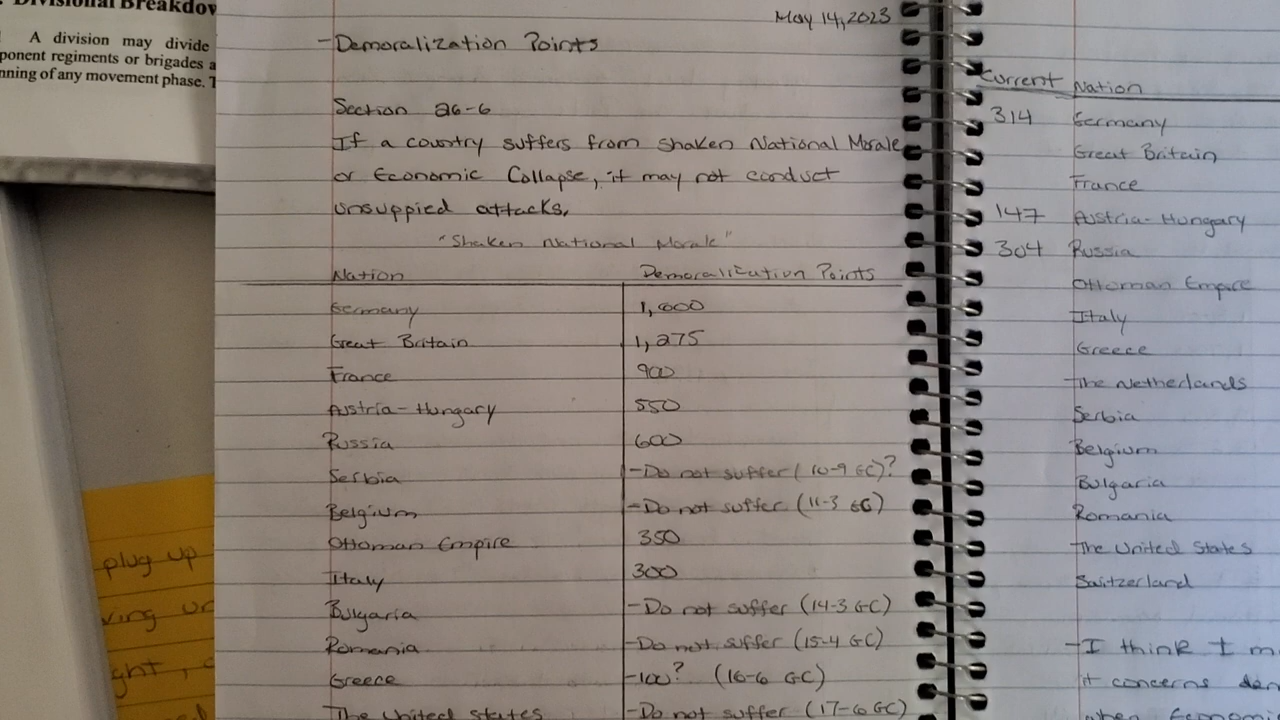 Divisional Breakdow
A division may divide
ponent regiments or brigades a
nning of any movement phase. T
plug up
May 14, 2023
-Demoralization Points
Section 26-6
If a country suffers from shaken National Morale
or Economic Collapse, it may not conduct
unsuppied attacks.
"Shaken National Morale"
Nation Demoralization Points
Germany
Great Britain 1,275
France 900
Austria-Hungary 550
Russia 600
Serbia -Do not suffer (10-9 GC)?
Belgium -Do not suffer (11-3 GC)
Ottoman Empire 350
Italy 300
Bulgaria -Do not suffer (14-3 GC)
Romania -Do not suffer (15-4 GC)
Greece -100? (16-6 GC)
The United States -Do not suffer (17-6 GC)
Current Nation
314 Germany
Great Britain
France
147 Austria-Hungary
304 Russia
Ottoman Empire
Italy
Greece
The Netherlands
Serbia
Belgium
Bulgaria
Romania
The United States
Switzerland
-I think I m
it concerns dem
when Economi